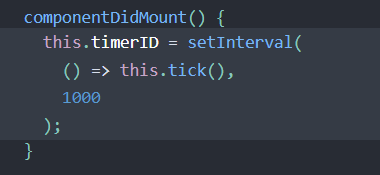 componentDidMount() {
  this.timerID = setInterval(
    () => this.tick(),
    1000
  );
}